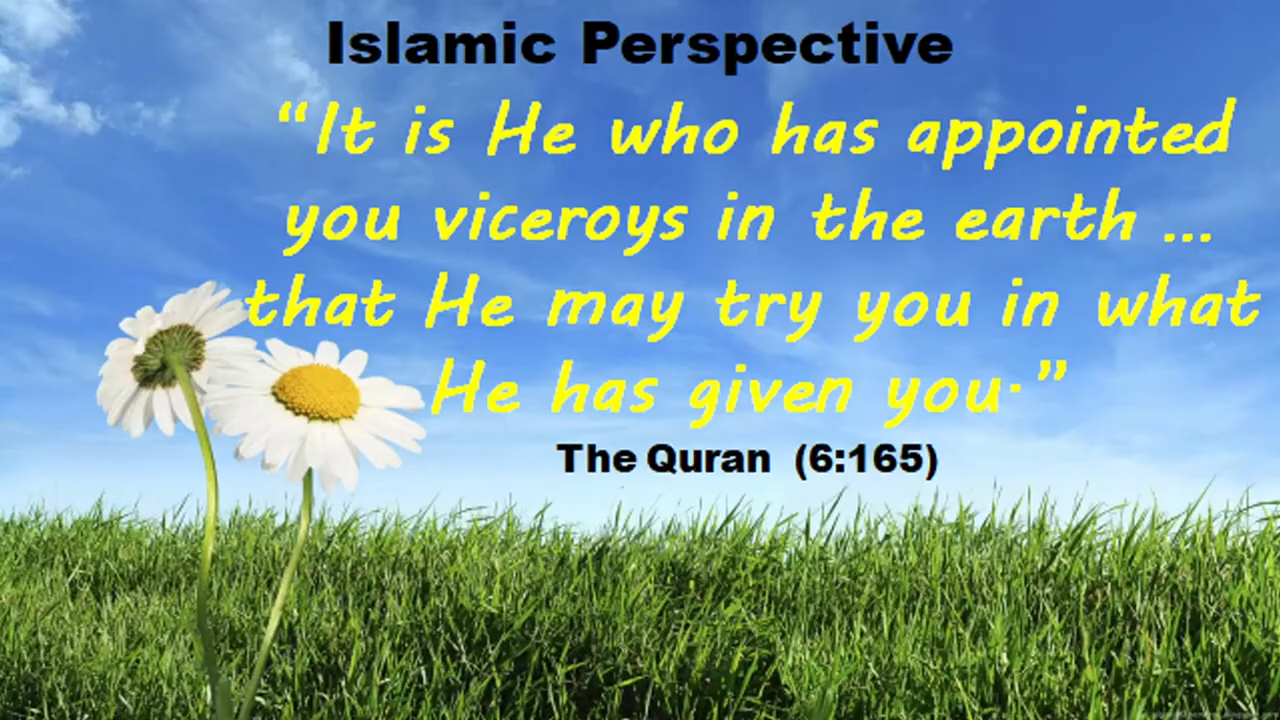 Islamic Perspective
“It is He who has appointed
you viceroys in the earth ...
that He may try you in what
He has given you.”
The Quran (6:165)